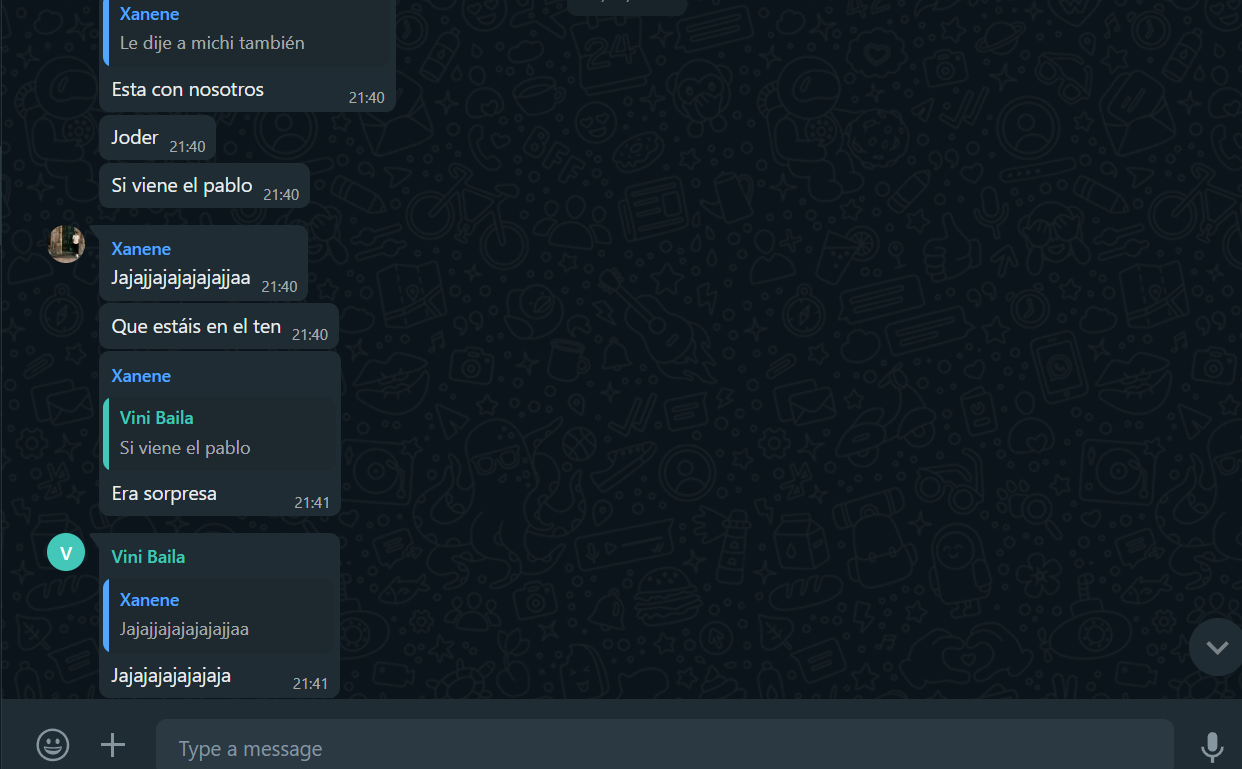 Xanene
Le dije a michi también
Esta con nosotros
21:40
Joder 21:40
Si viene el pablo 21:40
Xanene
Jajajjajajajajajjaa 21:40
Que estáis en el ten 21:40
Xanene
Vini Baila
Si viene el pablo
Era sorpresa
21:41
V
Vini Baila
Xanene
Jajajjajajajajajjaa
Jajajajajajajaja
21:41
Type a message